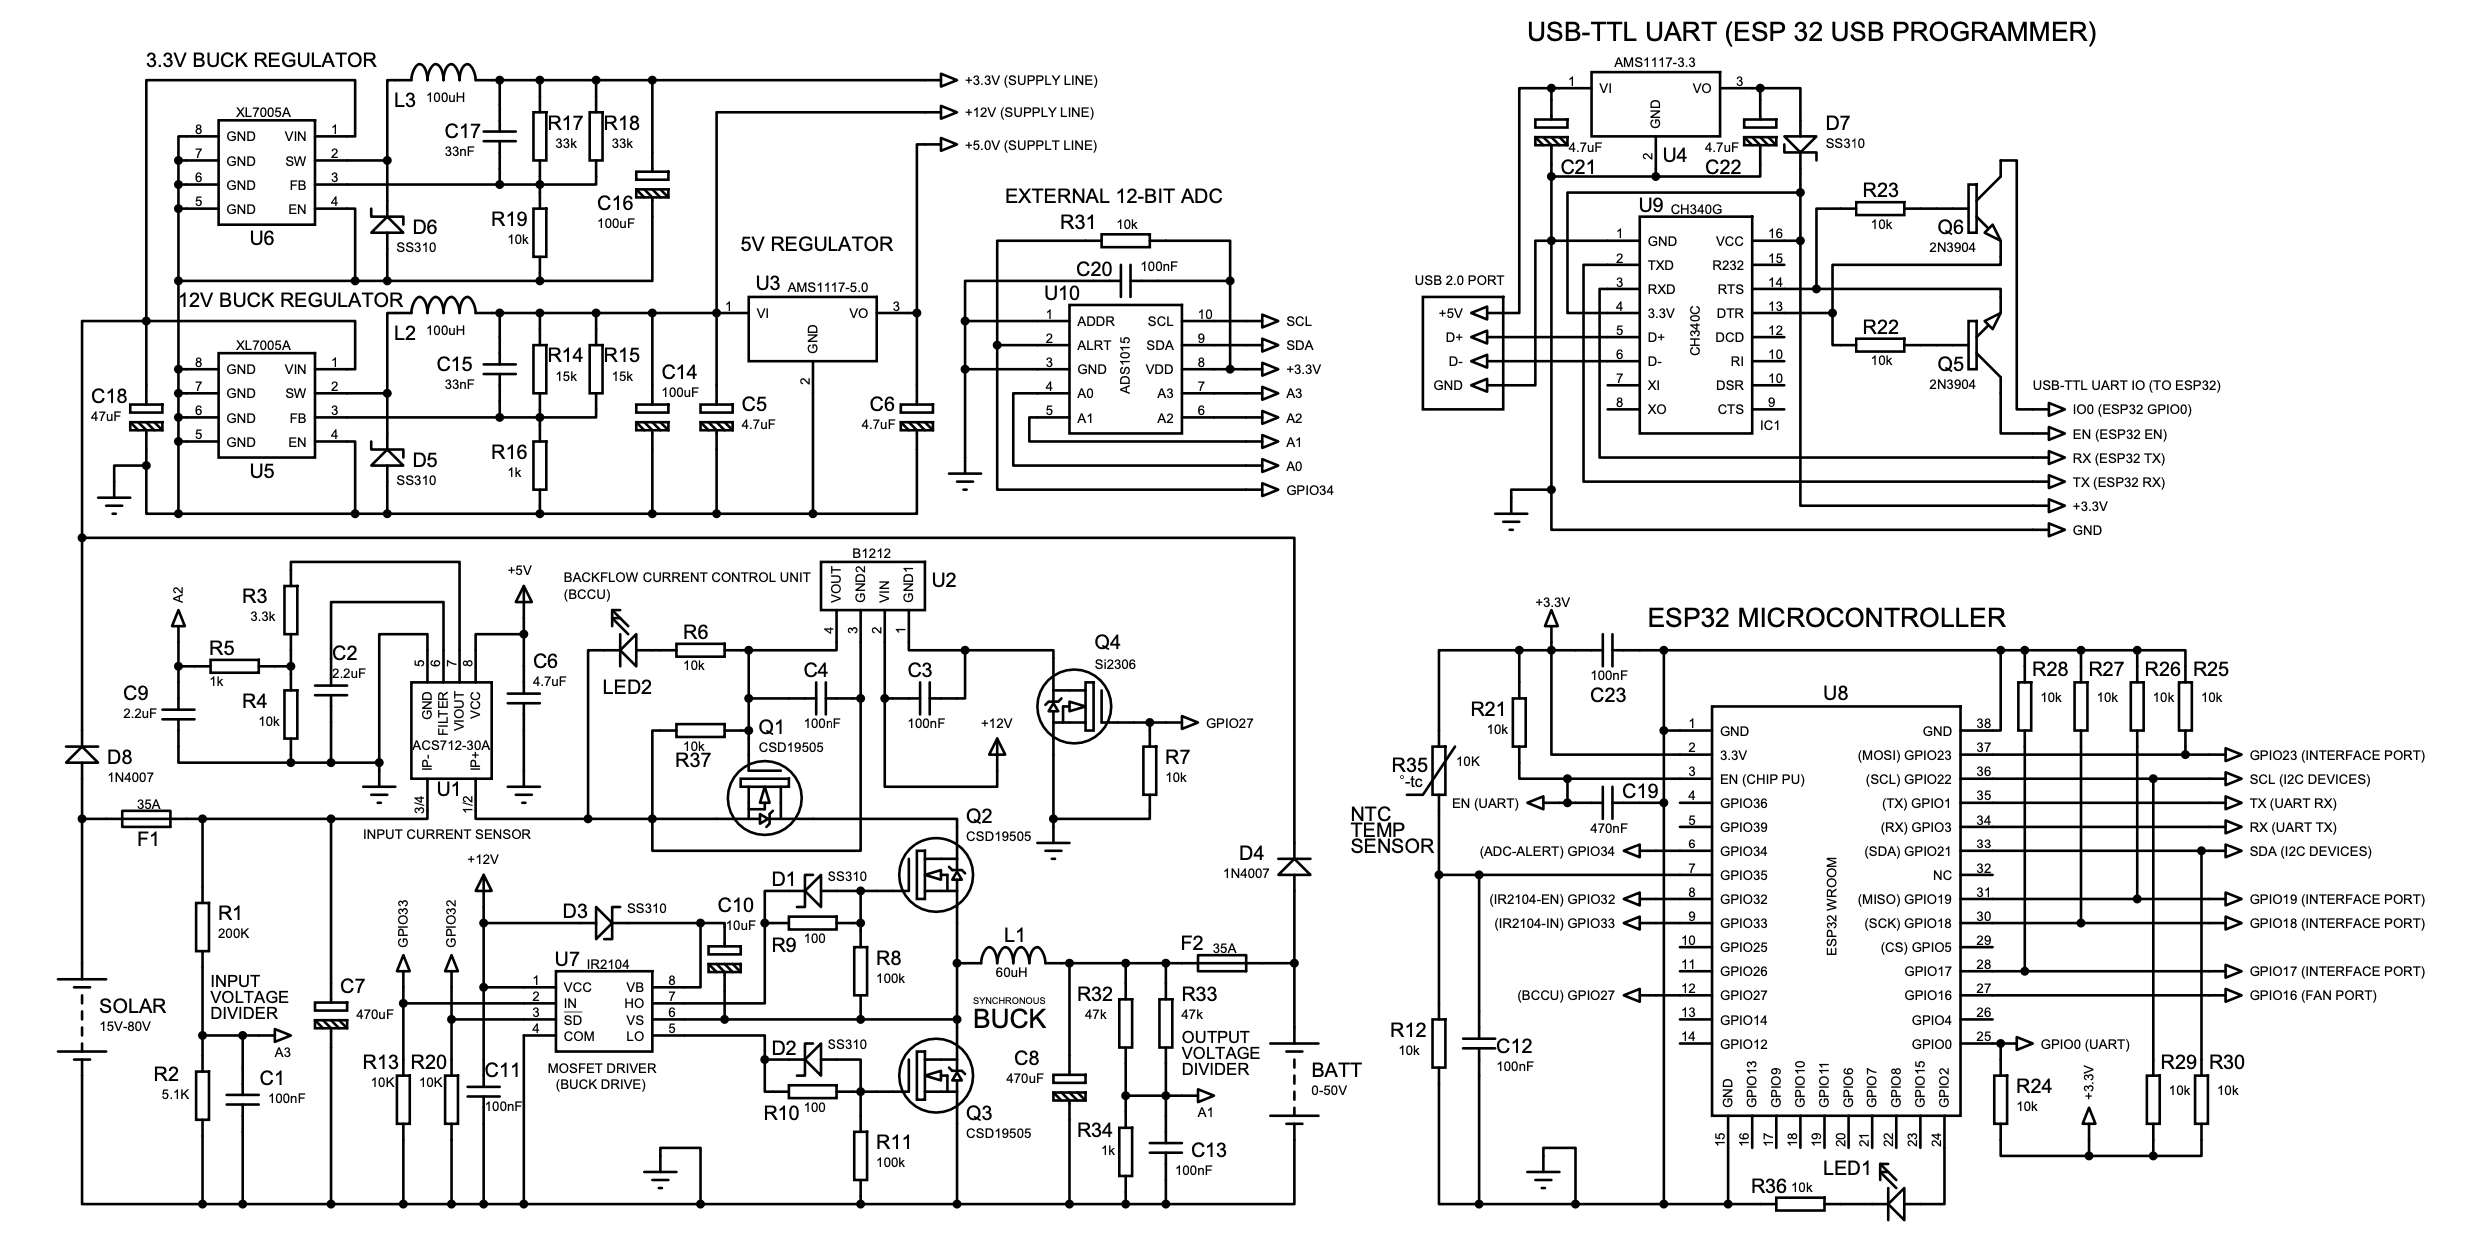 USB-TTL UART (ESP 32 USB PROGRAMMER)
3.3V BUCK REGULATOR
L3
100uH
XL7005A
8 GND VIN 1
7 GND SW 2
6 GND FB 3
5 GND EN 4
U6
C17
33nF
R17
33k
R18
33k
C16
100uF
R19
10k
D6
SS310
+3.3V (SUPPLY LINE)
+12V (SUPPLY LINE)
+5.0V (SUPPLT LINE)
12V BUCK REGULATOR
L2
100uH
XL7005A
8 GND VIN 1
7 GND SW 2
6 GND FB 3
5 GND EN 4
U5
C18
47uF
C15
33nF
R14
15k
R15
15k
C14
100uF
R16
1k
D5
SS310
5V REGULATOR
U3 AMS1117-5.0
1 VI VO 3
GND
2
C5
4.7uF
C6
4.7uF
EXTERNAL 12-BIT ADC
R31
10k
C20
100nF
U10
1 ADDR SCL 10
2 ALRT SDA 9
3 GND VDD 8
4 A0 A3 7
5 A1 A2 6
ADS1015
SCL
SDA
+3.3V
A3
A2
A1
A0
GPIO34
AMS1117-3.3
1 VI VO 3
GND
2
U4
4.7uF
C21
4.7uF
C22
D7
SS310
U9
CH340G
1 GND VCC 16
2 TXD R232 15
3 RXD RTS 14
4 3.3V DTR 13
5 D+ DCD 12
6 D- RI 10
7 XI DSR 10
8 XO CTS 9
CH340C
IC1
USB 2.0 PORT
+5V
D+
D-
GND
R23
10k
Q6
2N3904
R22
10k
Q5
2N3904
USB-TTL UART IO (TO ESP32)
IO0 (ESP32 GPIO0)
EN (ESP32 EN)
RX (ESP32 TX)
TX (ESP32 RX)
+3.3V
GND
A2
R3
3.3k
R5
1k
R4
10k
C9
2.2uF
C2
2.2uF
5 6 7 8
GND
FILTER
VIOUT
VCC
ACS712-30A
IP-
IP+
U1
3/4
1/2
INPUT CURRENT SENSOR
+5V
C6
4.7uF
BACKFLOW CURRENT CONTROL UNIT
(BCCU)
B1212
VOUT
GND2
VIN
GND1
U2
4 3 2 1
LED2
R6
10k
C4
100nF
C3
100nF
10k
R37
Q1
CSD19505
+12V
Q4
Si2306
GPIO27
R7
10k
D8
1N4007
35A
F1
R1
200K
INPUT
VOLTAGE
DIVIDER
A3
R2
5.1K
C1
100nF
SOLAR
15V-80V
C7
470uF
GPIO33
GPIO32
R13
10K
R20
10K
+12V
C11
100nF
D3
SS310
U7
IR2104
1 VCC VB 8
2 IN HO 7
3 SD VS 6
4 COM LO 5
MOSFET DRIVER
(BUCK DRIVE)
C10
10uF
D1
SS310
R9
100
R8
100k
D2
SS310
R10
100
R11
100k
Q2
CSD19505
Q3
CSD19505
L1
60uH
SYNCHRONOUS
BUCK
C8
470uF
R32
47k
R33
47k
OUTPUT
VOLTAGE
DIVIDER
A1
R34
1k
C13
100nF
F2
35A
D4
1N4007
BATT
0-50V
ESP32 MICROCONTROLLER
+3.3V
100nF
C23
R21
10k
R35
10K
°-tc
NTC
TEMP
SENSOR
EN (UART)
C19
470nF
(ADC-ALERT) GPIO34
(IR2104-EN) GPIO32
(IR2104-IN) GPIO33
(BCCU) GPIO27
R12
10k
C12
100nF
U8
1 GND GND 38
2 3.3V (MOSI) GPIO23 37
3 EN (CHIP PU) (SCL) GPIO22 36
4 GPIO36 (TX) GPIO1 35
5 GPIO39 (RX) GPIO3 34
6 GPIO34 (SDA) GPIO21 33
7 GPIO35 NC 32
8 GPIO32 (MISO) GPIO19 31
9 GPIO33 (SCK) GPIO18 30
10 GPIO25 (CS) GPIO5 29
11 GPIO26 GPIO17 28
12 GPIO27 GPIO16 27
13 GPIO14 GPIO4 26
14 GPIO12 GPIO0 25
ESP32 WROOM
GND
GPIO13
GPIO9
GPIO10
GPIO11
GPIO6
GPIO7
GPIO8
GPIO15
GPIO2
15 16 17 18 19 20 21 22 23 24
R28
10k
R27
10k
R26
10k
R25
10k
GPIO23 (INTERFACE PORT)
SCL (I2C DEVICES)
TX (UART RX)
RX (UART TX)
SDA (I2C DEVICES)
GPIO19 (INTERFACE PORT)
GPIO18 (INTERFACE PORT)
GPIO17 (INTERFACE PORT)
GPIO16 (FAN PORT)
GPIO0 (UART)
R24
10k
+3.3V
R29
10k
R30
10k
LED1
R36 10k